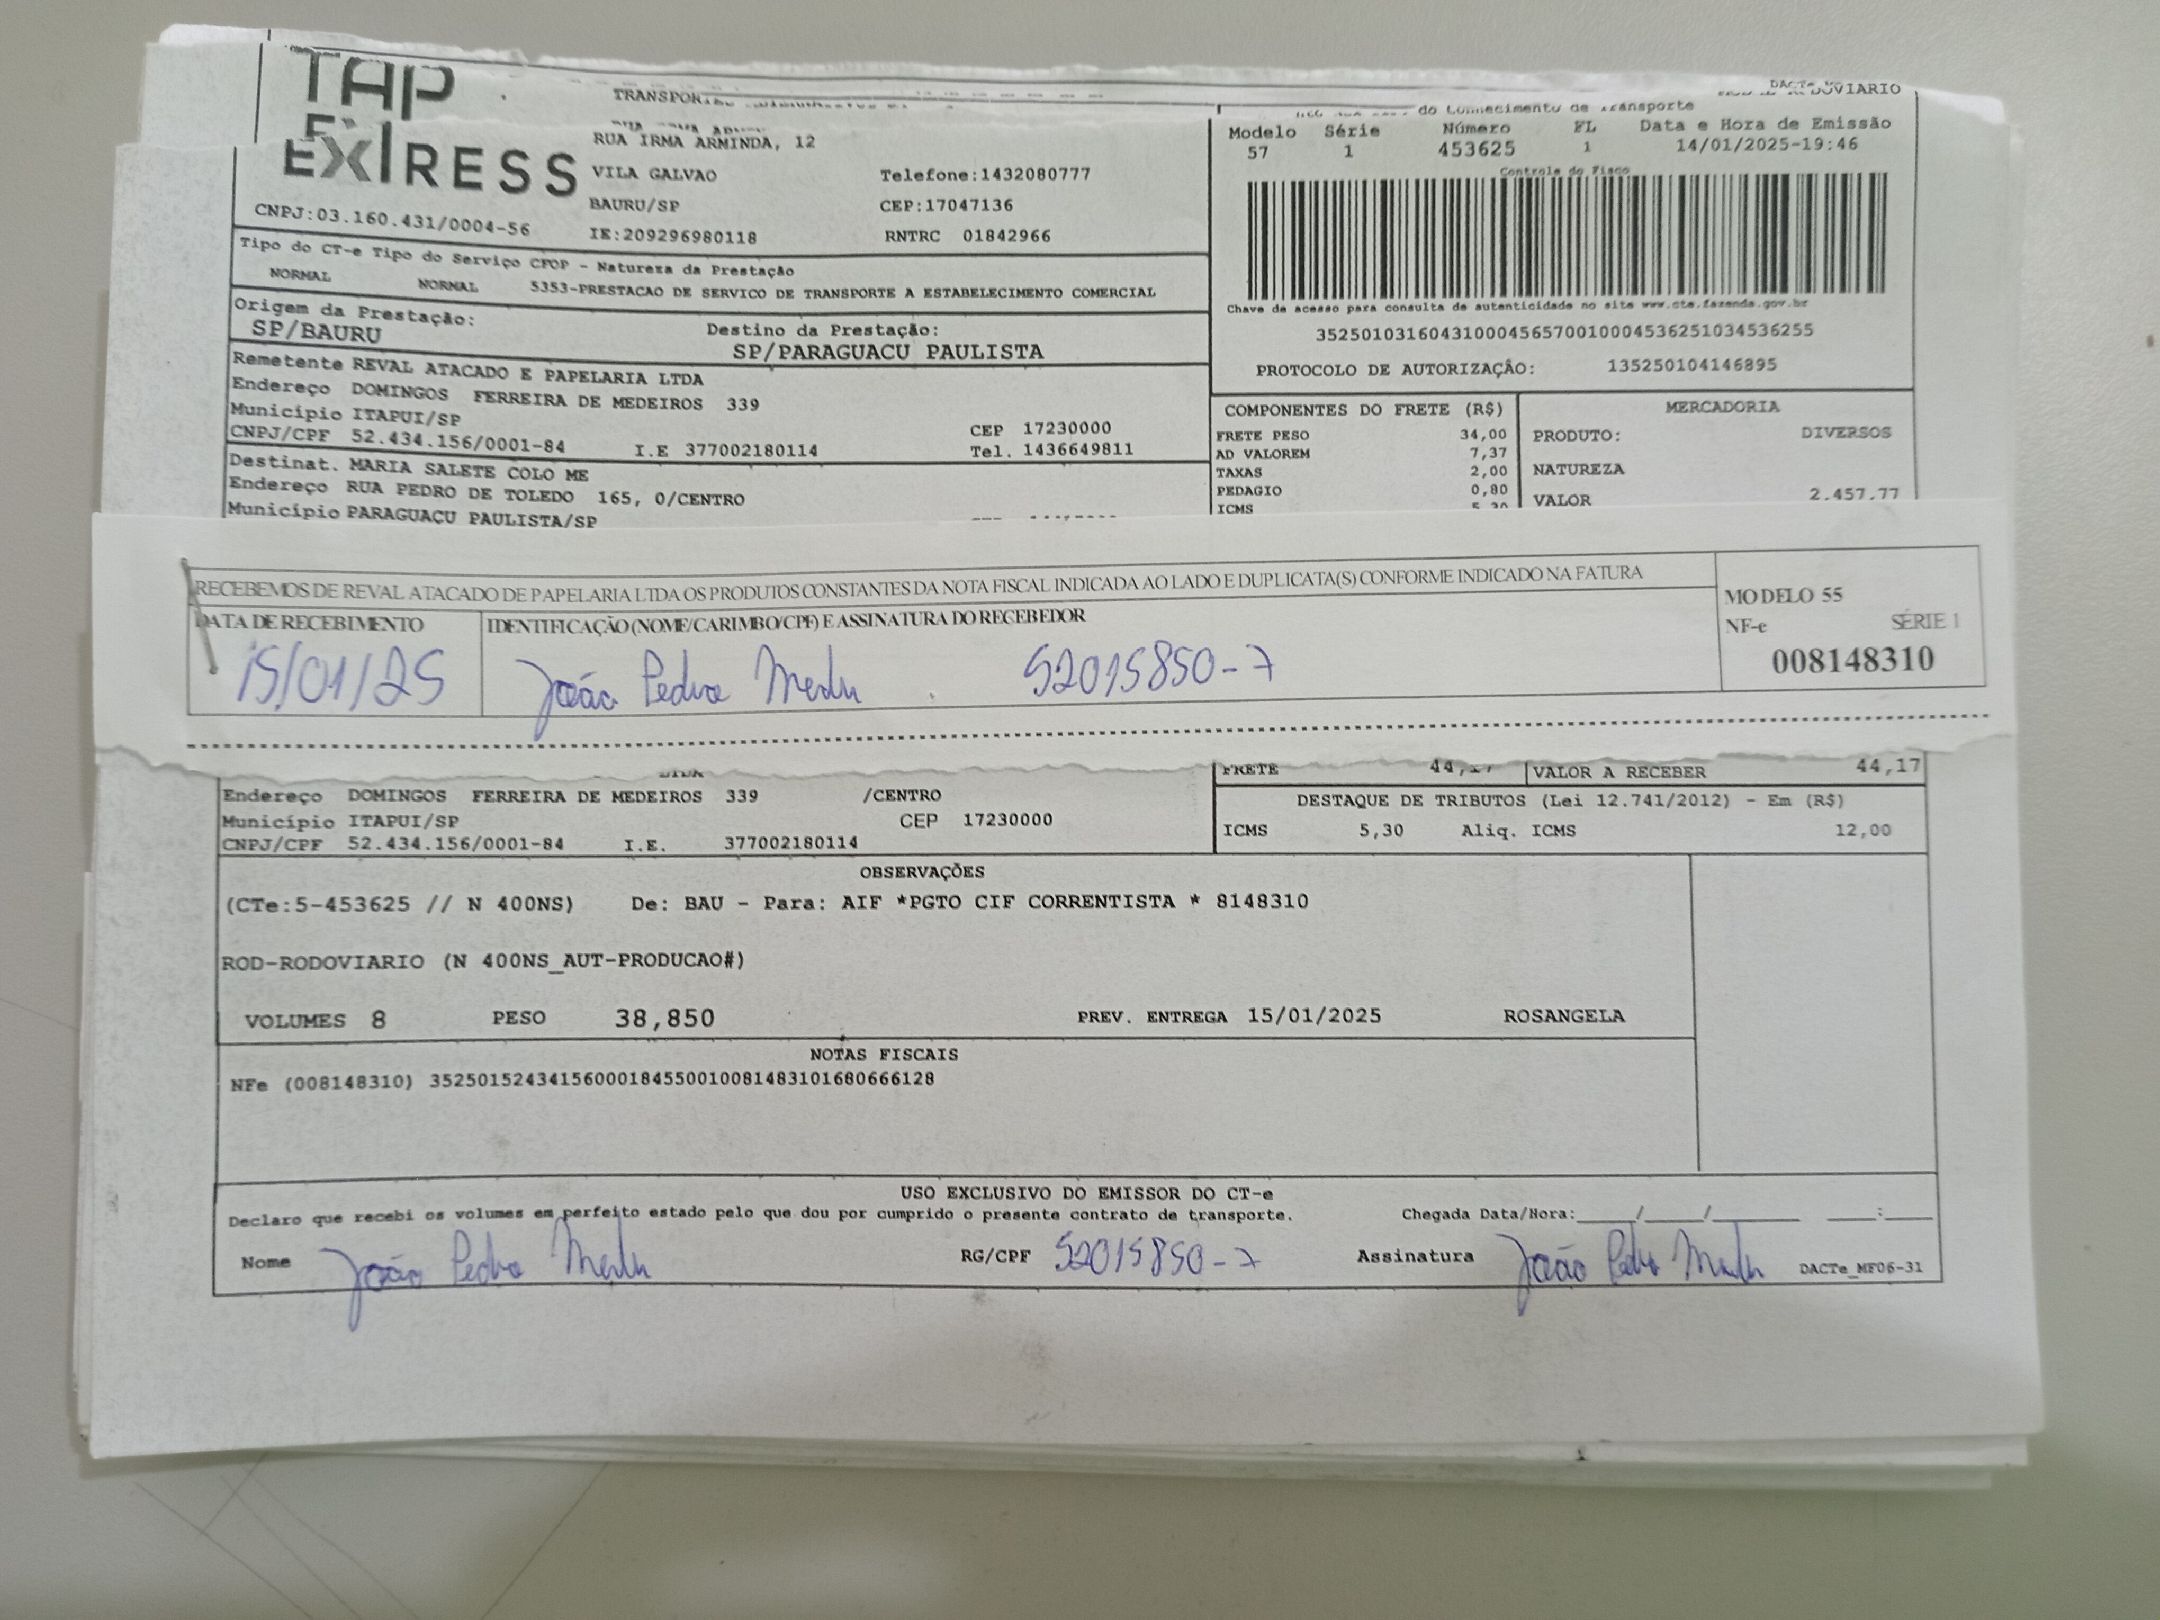 TAP
EXPRESS
CNPJ:03.160.431/0004-56
RUA IRMA ARMINDA, 12
VILA GALVAO Telefone:1432080777
BAURU/SP CEP:17047136
IE:209296980118 RNTRC 01842966
RODOVIARIO
do Conhecimento de Transporte
Modelo Série Número FL Data e Hora de Emissão
57 1 453625 1 14/01/2025-19:46
Controle do Fisco
Chave de acesso para consulta de autenticidade no site www.cte.fazenda.gov.br
35250103160431000456570010004536251034536255
PROTOCOLO DE AUTORIZAÇÂO: 135250104146895
Tipo do CT-e Tipo do Serviço CFOP - Natureza da Prestação
NORMAL NORMAL 5353-PRESTACAO DE SERVICO DE TRANSPORTE A ESTABELECIMENTO COMERCIAL
Origem da Prestação: Destino da Prestação:
SP/BAURU SP/PARAGUACU PAULISTA
Remetente REVAL ATACADO E PAPELARIA LTDA
Endereço DOMINGOS FERREIRA DE MEDEIROS 339
Município ITAPUI/SP CEP 17230000
CNPJ/CPF 52.434.156/0001-84 I.E 377002180114 Tel. 1436649811
Destinat. MARIA SALETE COLO ME
Endereço RUA PEDRO DE TOLEDO 165, 0/CENTRO
Município PARAGUAÇU PAULISTA/SP
COMPONENTES DO FRETE (R$) MERCADORIA
FRETE PESO 34,00 PRODUTO: DIVERSOS
AD VALOREM 7,37
TAXAS 2,00 NATUREZA
PEDAGIO 0,80 VALOR 2.457,77
ICMS 5,30
RECEBEMOS DE REVAL ATACADO DE PAPELARIA LTDA OS PRODUTOS CONSTANTES DA NOTA FISCAL INDICADA AO LADO E DUPLICATA(S) CONFORME INDICADO NA FATURA
DATA DE RECEBIMENTO IDENTIFICAÇÃO (NOME/CARIMBO/CPF) E ASSINATURA DO RECEBEDOR
15/01/25 João Pedro 52015850-7
MODELO 55
NF-e SÉRIE 1
008148310
FRETE VALOR A RECEBER 44,17
Endereço DOMINGOS FERREIRA DE MEDEIROS 339 /CENTRO
Município ITAPUI/SP CEP 17230000
CNPJ/CPF 52.434.156/0001-84 I.E. 377002180114
DESTAQUE DE TRIBUTOS (Lei 12.741/2012) - Em (R$)
ICMS 5,30 Aliq. ICMS 12,00
OBSERVAÇÕES
(CTe:5-453625 // N 400NS) De: BAU - Para: AIF *PGTO CIF CORRENTISTA * 8148310
ROD-RODOVIARIO (N 400NS_AUT-PRODUCAO#)
VOLUMES 8 PESO 38,850 PREV. ENTREGA 15/01/2025 ROSANGELA
NOTAS FISCAIS
NFe (008148310) 35250152434156000184550010081483101680666128
USO EXCLUSIVO DO EMISSOR DO CT-e
Declaro que recebi os volumes em perfeito estado pelo que dou por cumprido o presente contrato de transporte. Chegada Data/Hora:____/____/______ ___:____
Nome João Pedro RG/CPF 52015850-7 Assinatura João Pedro DACTe_MF06-31